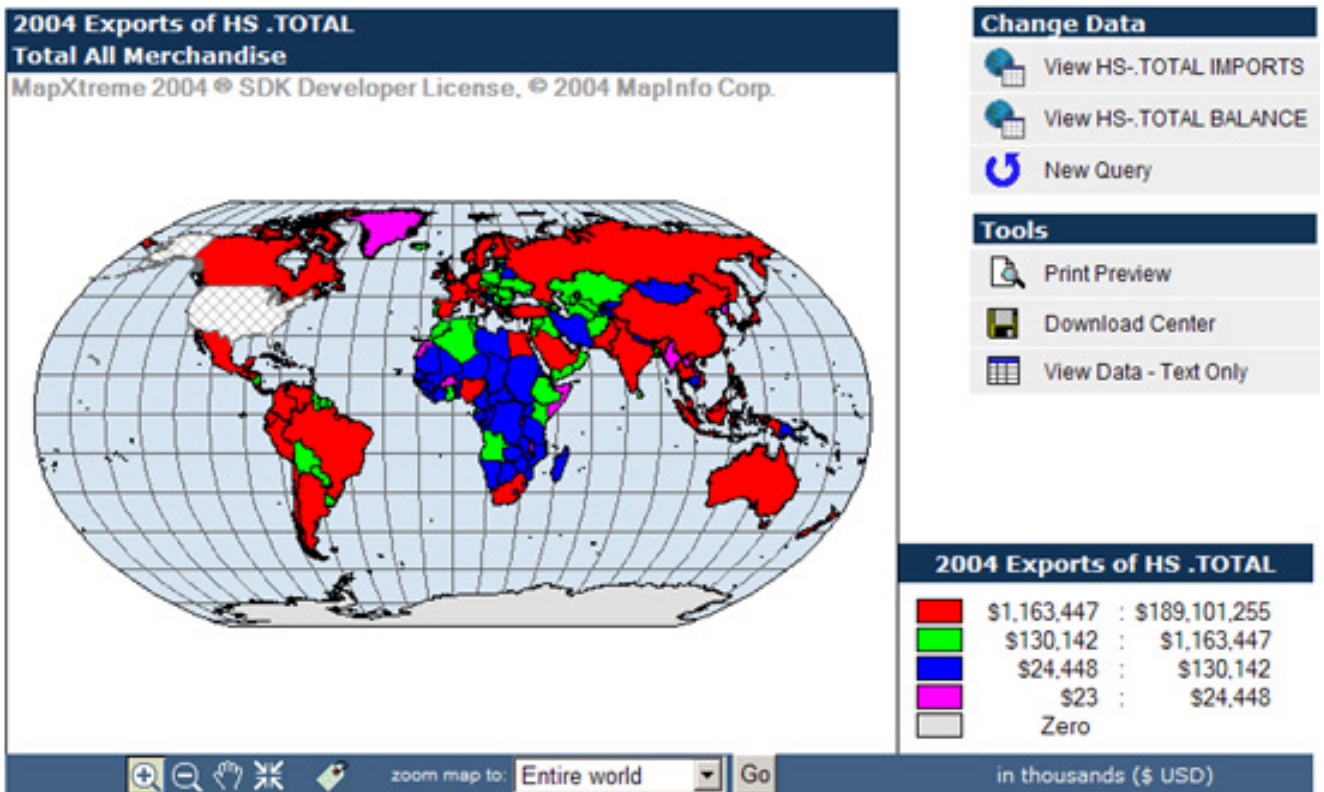 2004 Exports of HS .TOTAL
Total All Merchandise
MapXtreme 2004 ® SDK Developer License, © 2004 MapInfo Corp.
Change Data
View HS-.TOTAL IMPORTS
View HS-.TOTAL BALANCE
New Query
Tools
Print Preview
Download Center
View Data - Text Only
2004 Exports of HS .TOTAL
$1,163,447 : $189,101,255
$130,142 : $1,163,447
$24,448 : $130,142
$23 : $24,448
Zero
zoom map to: Entire world Go
in thousands ($ USD)